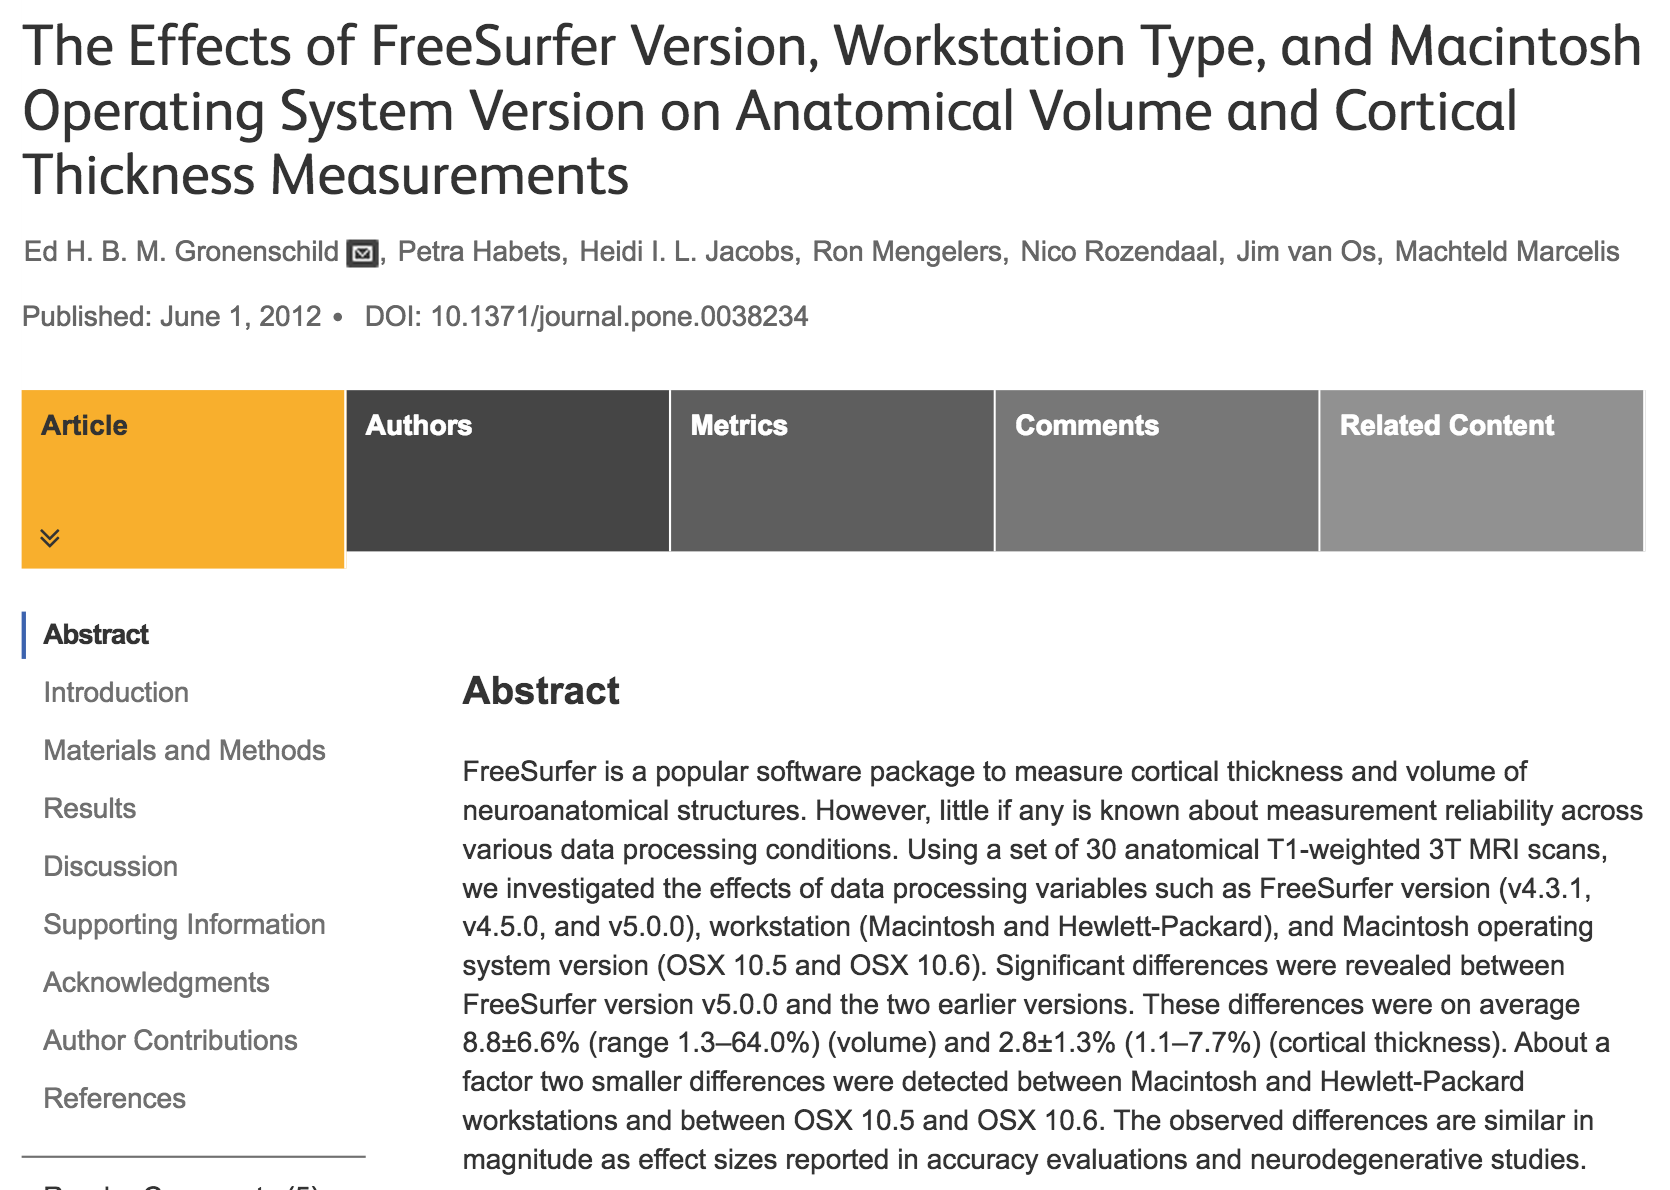 The Effects of FreeSurfer Version, Workstation Type, and Macintosh
Operating System Version on Anatomical Volume and Cortical
Thickness Measurements
Ed H. B. M. Gronenschild , Petra Habets, Heidi I. L. Jacobs, Ron Mengelers, Nico Rozendaal, Jim van Os, Machteld Marcelis
Published: June 1, 2012 • DOI: 10.1371/journal.pone.0038234
Article
Authors
Metrics
Comments
Related Content
Abstract
Introduction
Materials and Methods
Results
Discussion
Supporting Information
Acknowledgments
Author Contributions
References
Abstract
FreeSurfer is a popular software package to measure cortical thickness and volume of
neuroanatomical structures. However, little if any is known about measurement reliability across
various data processing conditions. Using a set of 30 anatomical T1-weighted 3T MRI scans,
we investigated the effects of data processing variables such as FreeSurfer version (v4.3.1,
v4.5.0, and v5.0.0), workstation (Macintosh and Hewlett-Packard), and Macintosh operating
system version (OSX 10.5 and OSX 10.6). Significant differences were revealed between
FreeSurfer version v5.0.0 and the two earlier versions. These differences were on average
8.8±6.6% (range 1.3–64.0%) (volume) and 2.8±1.3% (1.1–7.7%) (cortical thickness). About a
factor two smaller differences were detected between Macintosh and Hewlett-Packard
workstations and between OSX 10.5 and OSX 10.6. The observed differences are similar in
magnitude as effect sizes reported in accuracy evaluations and neurodegenerative studies.